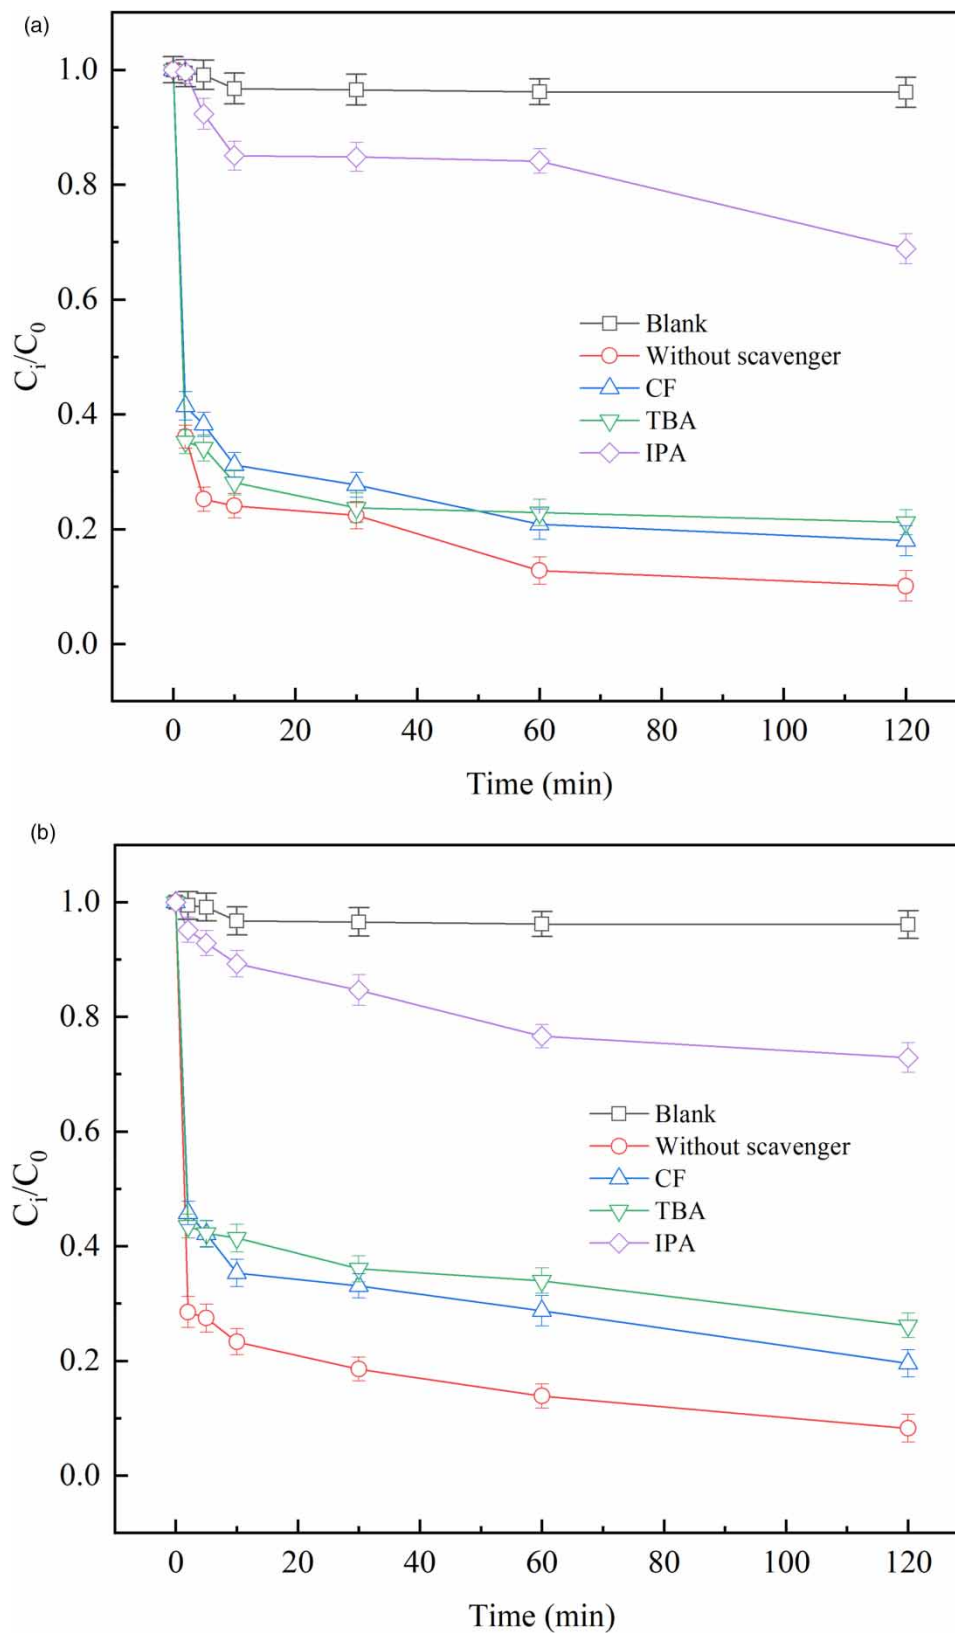 (a)
1.0
0.8
0.6
0.4
0.2
0.0
Cᵢ/C₀
Blank
Without scavenger
CF
TBA
IPA
0 20 40 60 80 100 120
Time (min)
(b)
1.0
0.8
0.6
0.4
0.2
0.0
Cᵢ/C₀
Blank
Without scavenger
CF
TBA
IPA
0 20 40 60 80 100 120
Time (min)